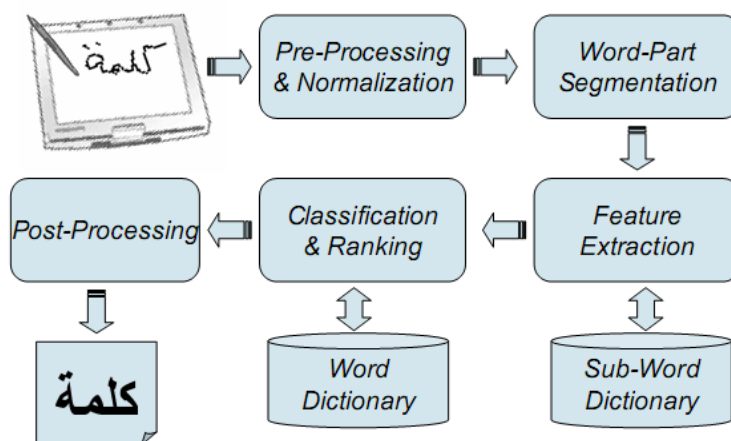 كلمة
Pre-Processing
& Normalization
Word-Part
Segmentation
Feature
Extraction
Classification
& Ranking
Post-Processing
Word
Dictionary
Sub-Word
Dictionary
كلمة